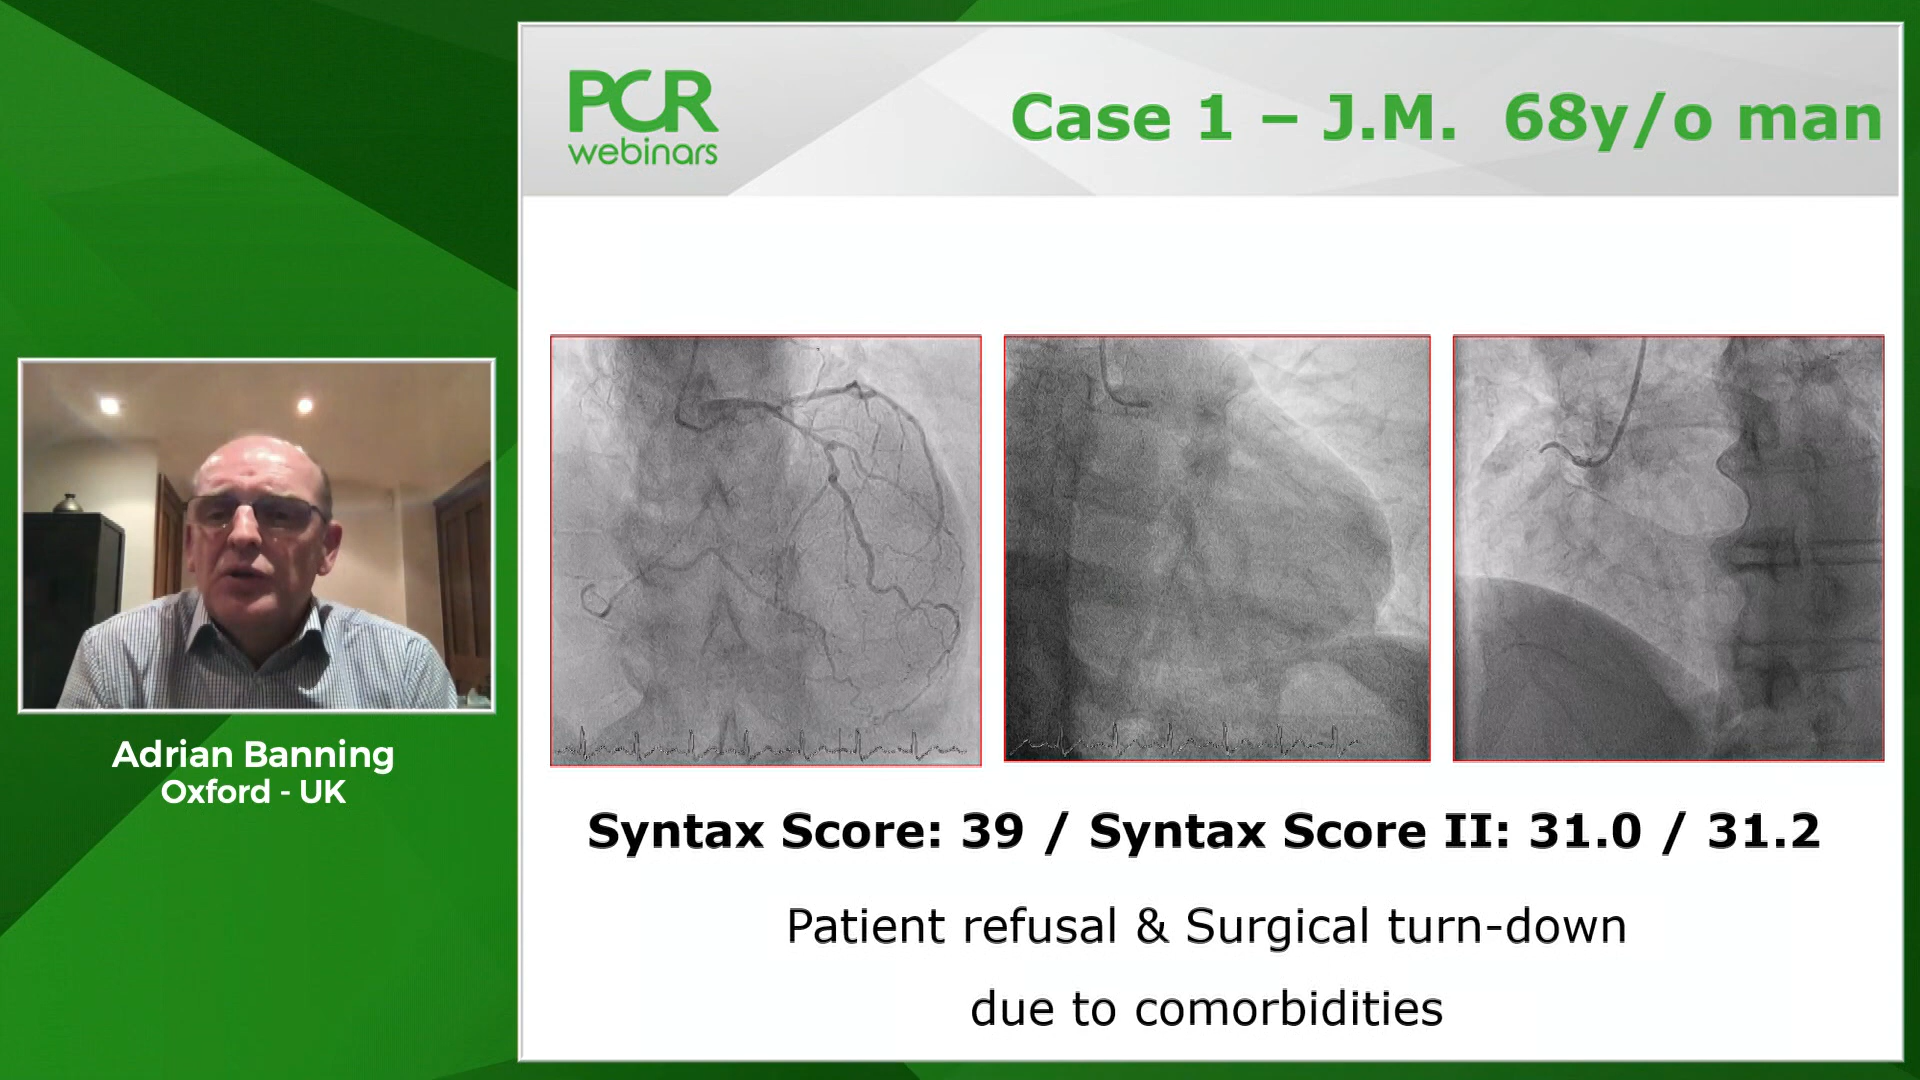 PCR
webinars
Case 1 – J.M. 68y/o man
Adrian Banning
Oxford - UK
Syntax Score: 39 / Syntax Score II: 31.0 / 31.2
Patient refusal & Surgical turn-down
due to comorbidities